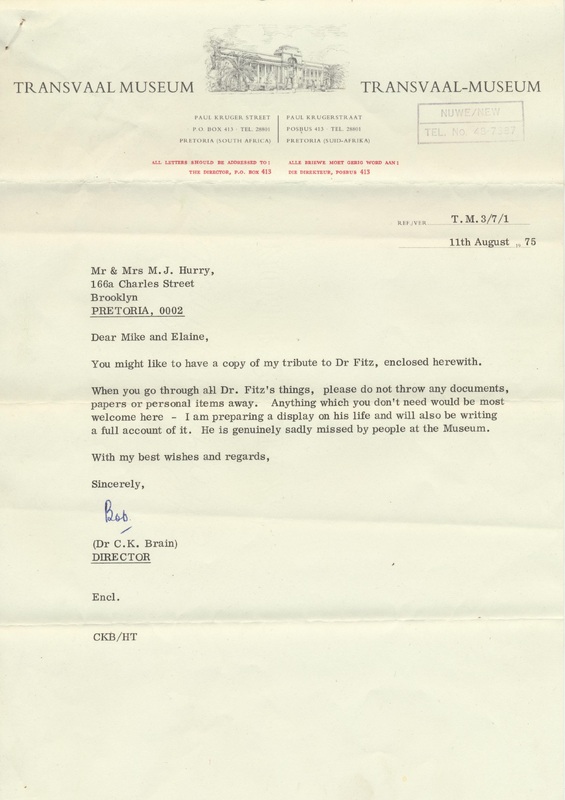 TRANSVAAL MUSEUM
TRANSVAAL-MUSEUM
PAUL KRUGER STREET
P.O. BOX 413 · TEL. 28801
PRETORIA (SOUTH AFRICA)
PAUL KRUGERSTRAAT
POSBUS 413 · TEL. 28801
PRETORIA (SUID-AFRIKA)
NUWE/NEW
TEL. No. 48-7387
ALL LETTERS SHOULD BE ADDRESSED TO:
THE DIRECTOR, P.O. BOX 413
ALLE BRIEWE MOET GERIG WORD AAN:
DIE DIREKTEUR, POSBUS 413
REF/VER T.M.3/7/1
11th August 19 75
Mr & Mrs M.J. Hurry,
166a Charles Street
Brooklyn
PRETORIA, 0002
Dear Mike and Elaine,
You might like to have a copy of my tribute to Dr Fitz, enclosed herewith.
When you go through all Dr. Fitz's things, please do not throw any documents,
papers or personal items away. Anything which you don't need would be most
welcome here - I am preparing a display on his life and will also be writing
a full account of it. He is genuinely sadly missed by people at the Museum.
With my best wishes and regards,
Sincerely,
Bob
(Dr C.K. Brain)
DIRECTOR
Encl.
CKB/HT